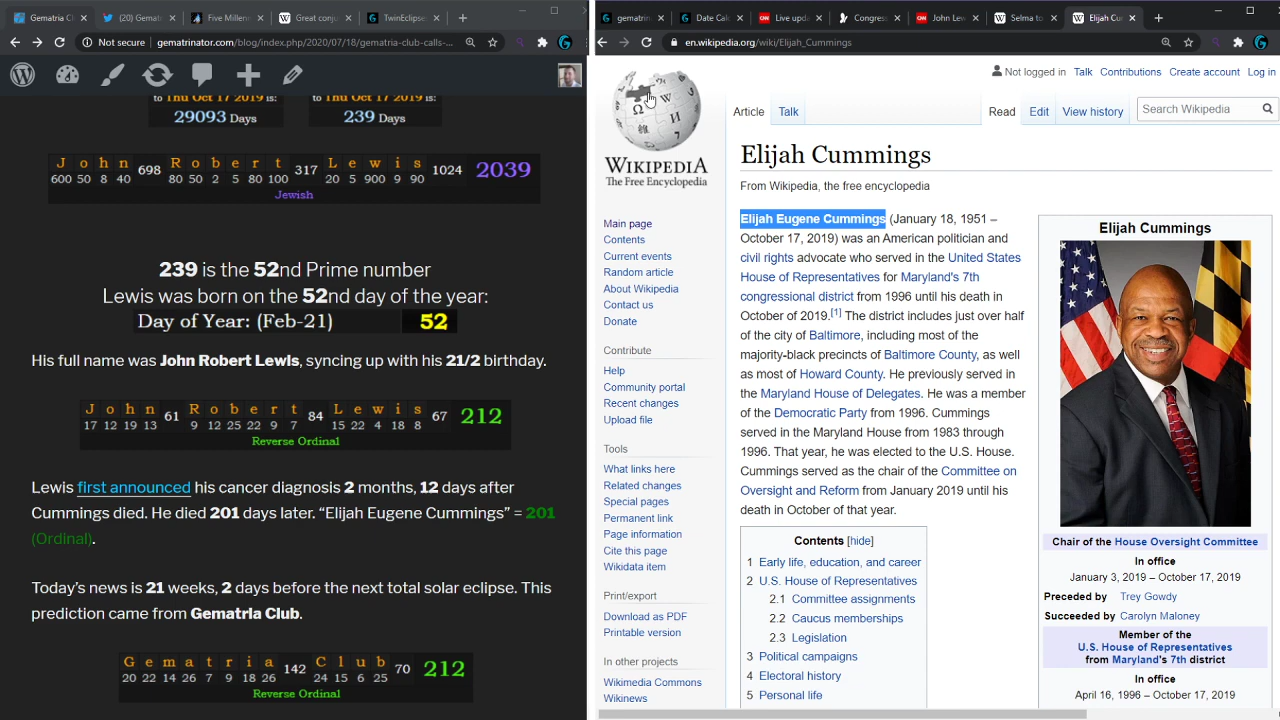 Gematria Cl
(20) Gemat
Five Millen
Great conju
TwinEclipse
Not secure
gematrinator.com/blog/index.php/2020/07/18/gematria-club-calls-...
to Thu Oct 17 2019 is:
29093 Days
to Thu Oct 17 2019 is:
239 Days
J o h n 698 R o b e r t 317 L e w i s 1024 2039
600 50 8 40 80 50 2 5 80 100 20 5 900 9 90
Jewish
239 is the 52nd Prime number
Lewis was born on the 52nd day of the year:
Day of Year: (Feb-21) 52
His full name was John Robert Lewis, syncing up with his 21/2 birthday.
J o h n 61 R o b e r t 84 L e w i s 67 212
17 12 19 13 9 12 25 22 9 7 15 22 4 18 8
Reverse Ordinal
Lewis first announced his cancer diagnosis 2 months, 12 days after
Cummings died. He died 201 days later. “Elijah Eugene Cummings” = 201
(Ordinal).
Today’s news is 21 weeks, 2 days before the next total solar eclipse. This
prediction came from Gematria Club.
G e m a t r i a 142 C l u b 70 212
20 22 14 26 7 9 18 26 24 15 6 25
Reverse Ordinal
gematrin
Date Cal
Live upda
Congress
John Lew
Selma to
Elijah Cu
en.wikipedia.org/wiki/Elijah_Cummings
Not logged in Talk Contributions Create account Log in
Article Talk Read Edit View history Search Wikipedia
WIKIPEDIA
The Free Encyclopedia
Main page
Contents
Current events
Random article
About Wikipedia
Contact us
Donate
Contribute
Help
Community portal
Recent changes
Upload file
Tools
What links here
Related changes
Special pages
Permanent link
Page information
Cite this page
Wikidata item
Print/export
Download as PDF
Printable version
In other projects
Wikimedia Commons
Wikinews
Elijah Cummings
From Wikipedia, the free encyclopedia
Elijah Eugene Cummings (January 18, 1951 –
October 17, 2019) was an American politician and
civil rights advocate who served in the United States
House of Representatives for Maryland's 7th
congressional district from 1996 until his death in
October of 2019.[1] The district includes just over half
of the city of Baltimore, including most of the
majority-black precincts of Baltimore County, as well
as most of Howard County. He previously served in
the Maryland House of Delegates. He was a member
of the Democratic Party from 1996. Cummings
served in the Maryland House from 1983 through
1996. That year, he was elected to the U.S. House.
Cummings served as the chair of the Committee on
Oversight and Reform from January 2019 until his
death in October of that year.
Contents [hide]
1 Early life, education, and career
2 U.S. House of Representatives
2.1 Committee assignments
2.2 Caucus memberships
2.3 Legislation
3 Political campaigns
4 Electoral history
5 Personal life
Elijah Cummings
Chair of the House Oversight Committee
In office
January 3, 2019 – October 17, 2019
Preceded by Trey Gowdy
Succeeded by Carolyn Maloney
Member of the
U.S. House of Representatives
from Maryland's 7th district
In office
April 16, 1996 – October 17, 2019